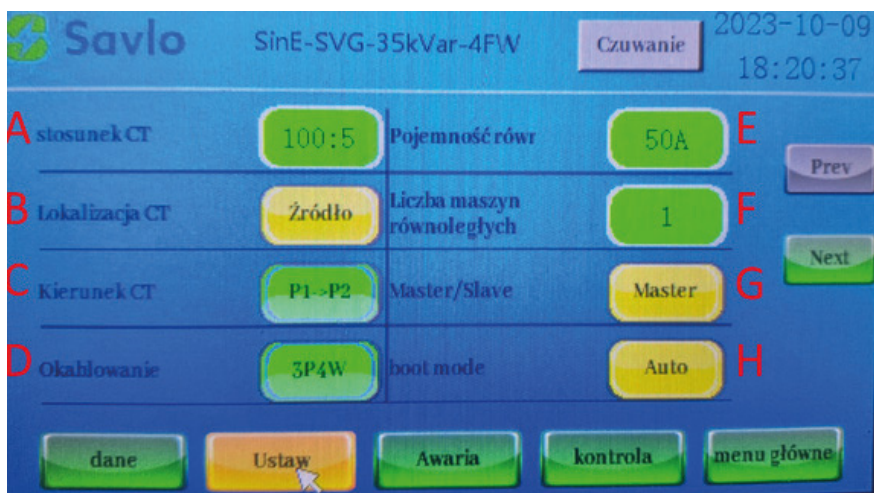 Savlo
SinE-SVG-35kVar-4FW
Czuwanie
2023-10-09
18:20:37
A stosunek CT 100:5 Pojemność równ 50A E
Prev
B Lokalizacja CT Źródło Liczba maszyn
równoległych 1 F
Next
C Kierunek CT P1->P2 Master/Slave Master G
D Okablowanie 3P4W boot mode Auto H
dane Ustaw Awaria kontrola menu główne